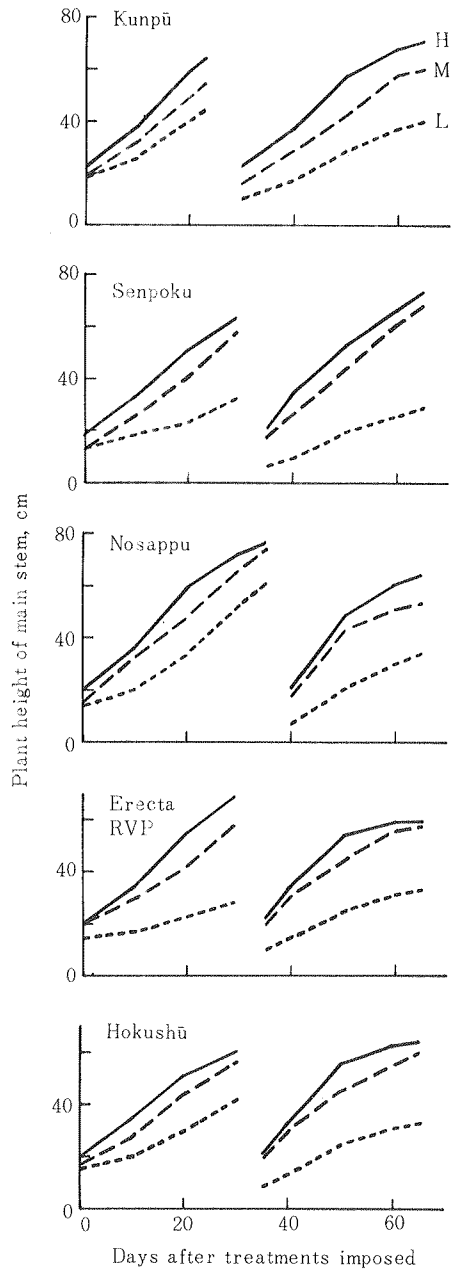 Kunpū
H
M
L
80
40
0
Senpoku
80
40
0
Nosappu
80
40
0
Erecta
RVP
40
0
Hokushū
40
0
0 20 40 60
Days after treatments imposed
Plant height of main stem, cm